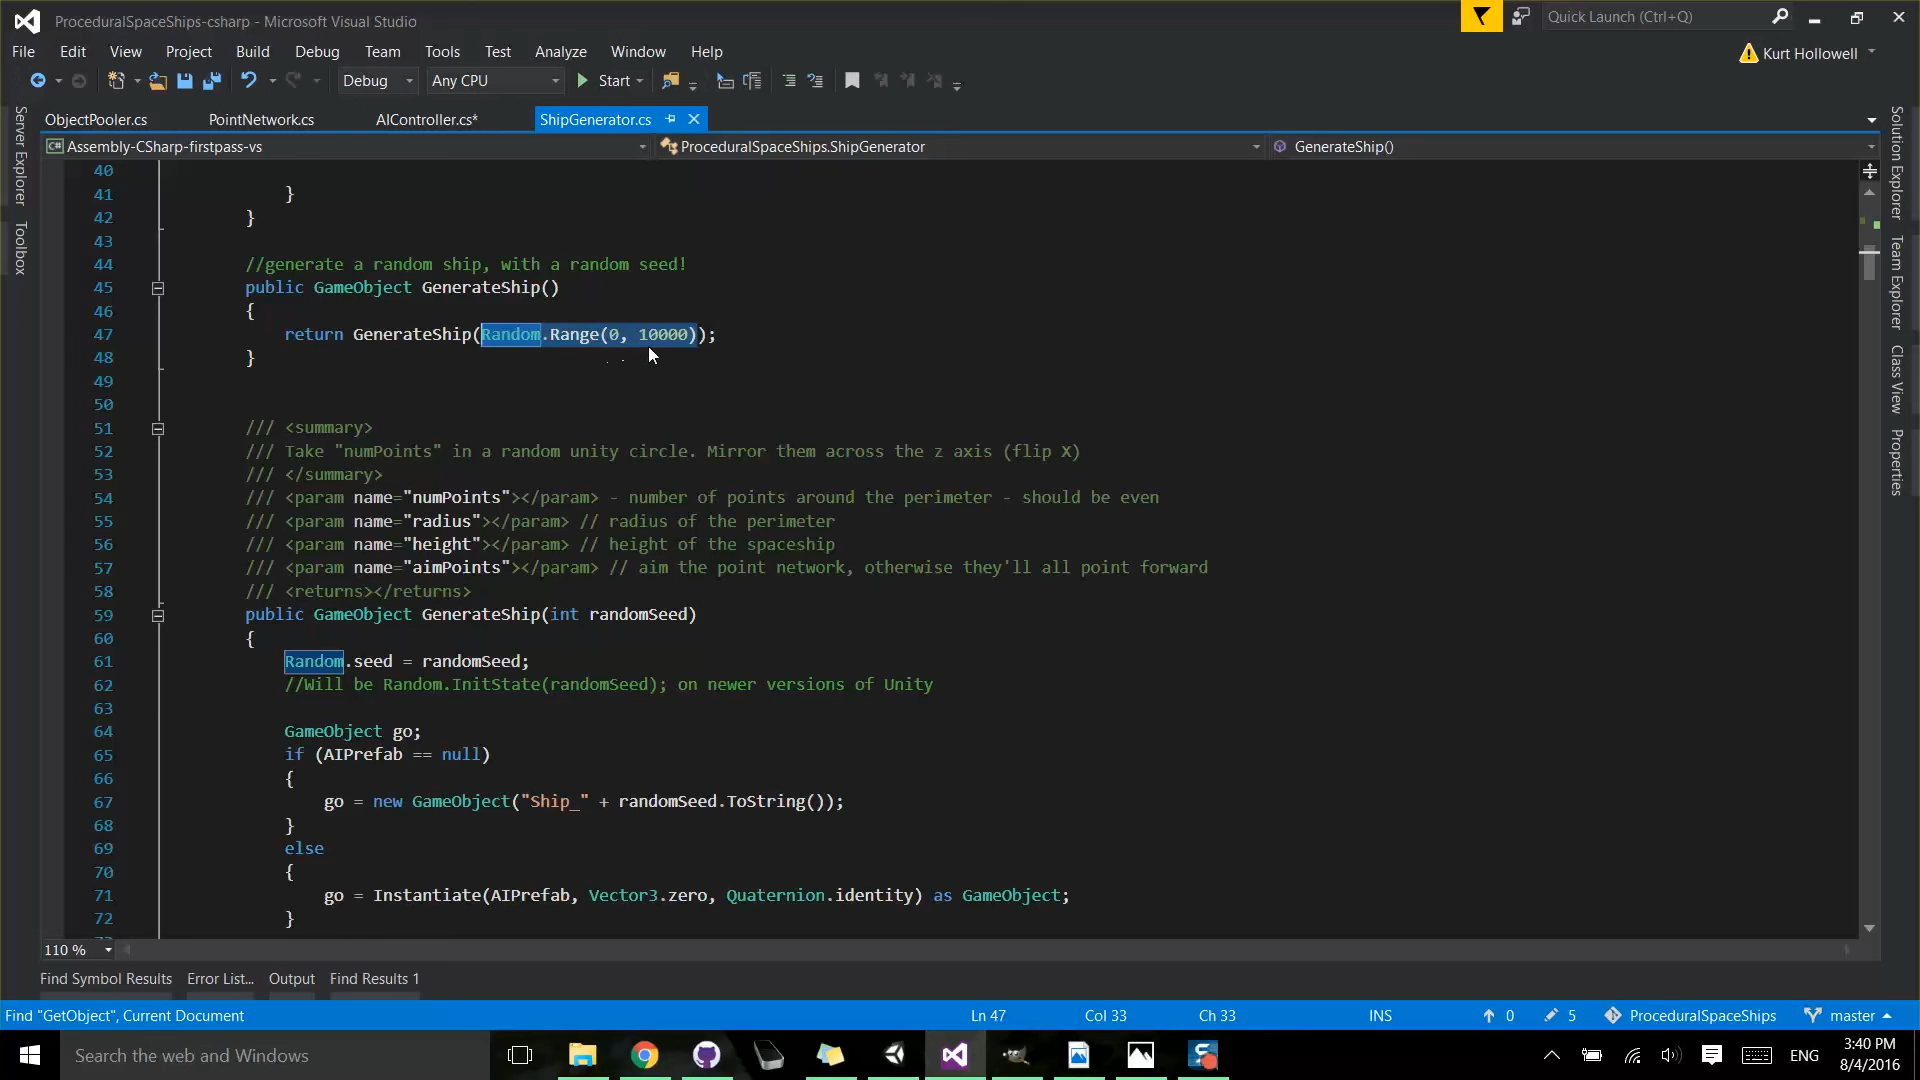 ProceduralSpaceShips-csharp - Microsoft Visual Studio
Quick Launch (Ctrl+Q)
File Edit View Project Build Debug Team Tools Test Analyze Window Help
Kurt Hollowell
Debug Any CPU Start
Server Explorer
Toolbox
ObjectPooler.cs PointNetwork.cs AIController.cs* ShipGenerator.cs
C# Assembly-CSharp-firstpass-vs ProceduralSpaceShips.ShipGenerator GenerateShip()
40
41 }
42 }
43
44 //generate a random ship, with a random seed!
45 public GameObject GenerateShip()
46 {
47 return GenerateShip(Random.Range(0, 10000));
48 }
49
50
51 /// <summary>
52 /// Take "numPoints" in a random unity circle. Mirror them across the z axis (flip X)
53 /// </summary>
54 /// <param name="numPoints"></param> - number of points around the perimeter - should be even
55 /// <param name="radius"></param> // radius of the perimeter
56 /// <param name="height"></param> // height of the spaceship
57 /// <param name="aimPoints"></param> // aim the point network, otherwise they'll all point forward
58 /// <returns></returns>
59 public GameObject GenerateShip(int randomSeed)
60 {
61 Random.seed = randomSeed;
62 //Will be Random.InitState(randomSeed); on newer versions of Unity
63
64 GameObject go;
65 if (AIPrefab == null)
66 {
67 go = new GameObject("Ship_" + randomSeed.ToString());
68 }
69 else
70 {
71 go = Instantiate(AIPrefab, Vector3.zero, Quaternion.identity) as GameObject;
72 }
Solution Explorer
Team Explorer
Class View
Properties
110 %
Find Symbol Results Error List... Output Find Results 1
Find "GetObject", Current Document Ln 47 Col 33 Ch 33 INS 0 5 ProceduralSpaceShips master
Search the web and Windows
ENG
3:40 PM
8/4/2016